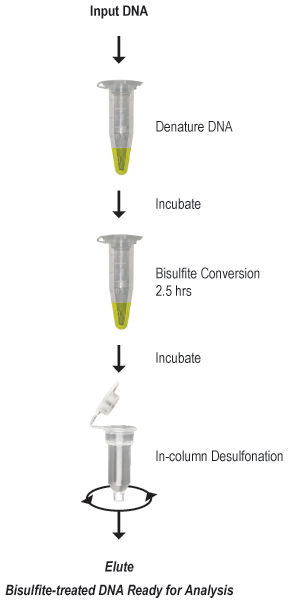 Input DNA
Denature DNA
Incubate
Bisulfite Conversion
2.5 hrs
Incubate
In-column Desulfonation
Elute
Bisulfite-treated DNA Ready for Analysis